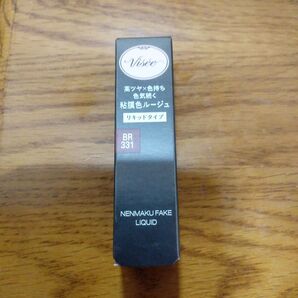 Visée
高ツヤ×色持ち
色気続く
粘膜色ルージュ
リキッドタイプ
BR
331
NENMAKU FAKE
LIQUID